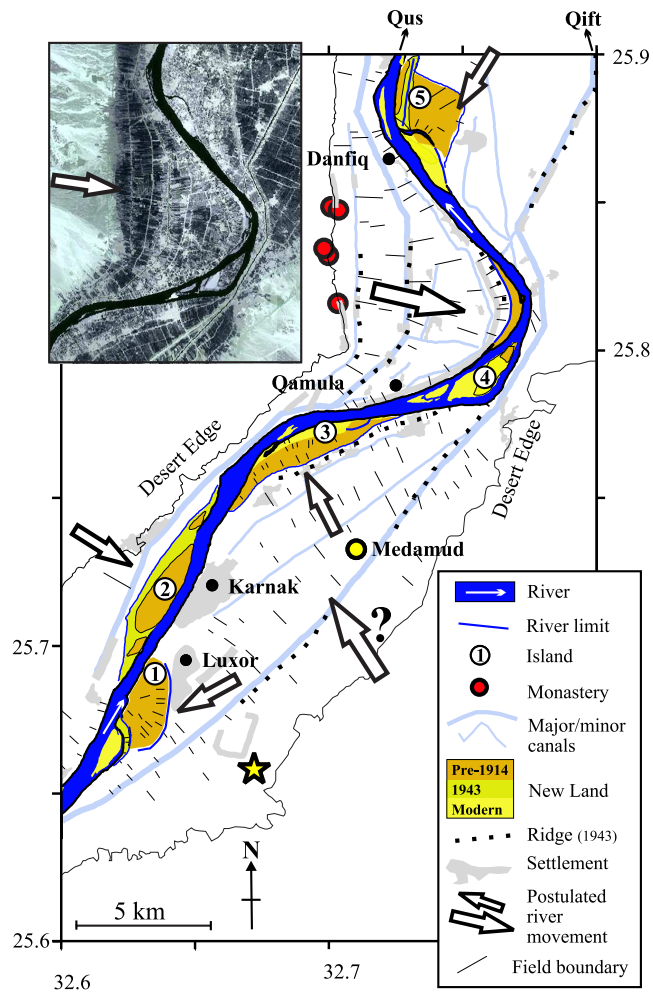 Qus
Qift
25.9
5
Danfiq
25.8
Qamula
4
3
Desert Edge
Desert Edge
Medamud
2
Karnak
?
25.7
1
Luxor
N
5 km
25.6
32.6
32.7
River
River limit
1 Island
Monastery
Major/minor
canals
Pre-1914
1943
Modern
New Land
Ridge (1943)
Settlement
Postulated
river
movement
Field boundary